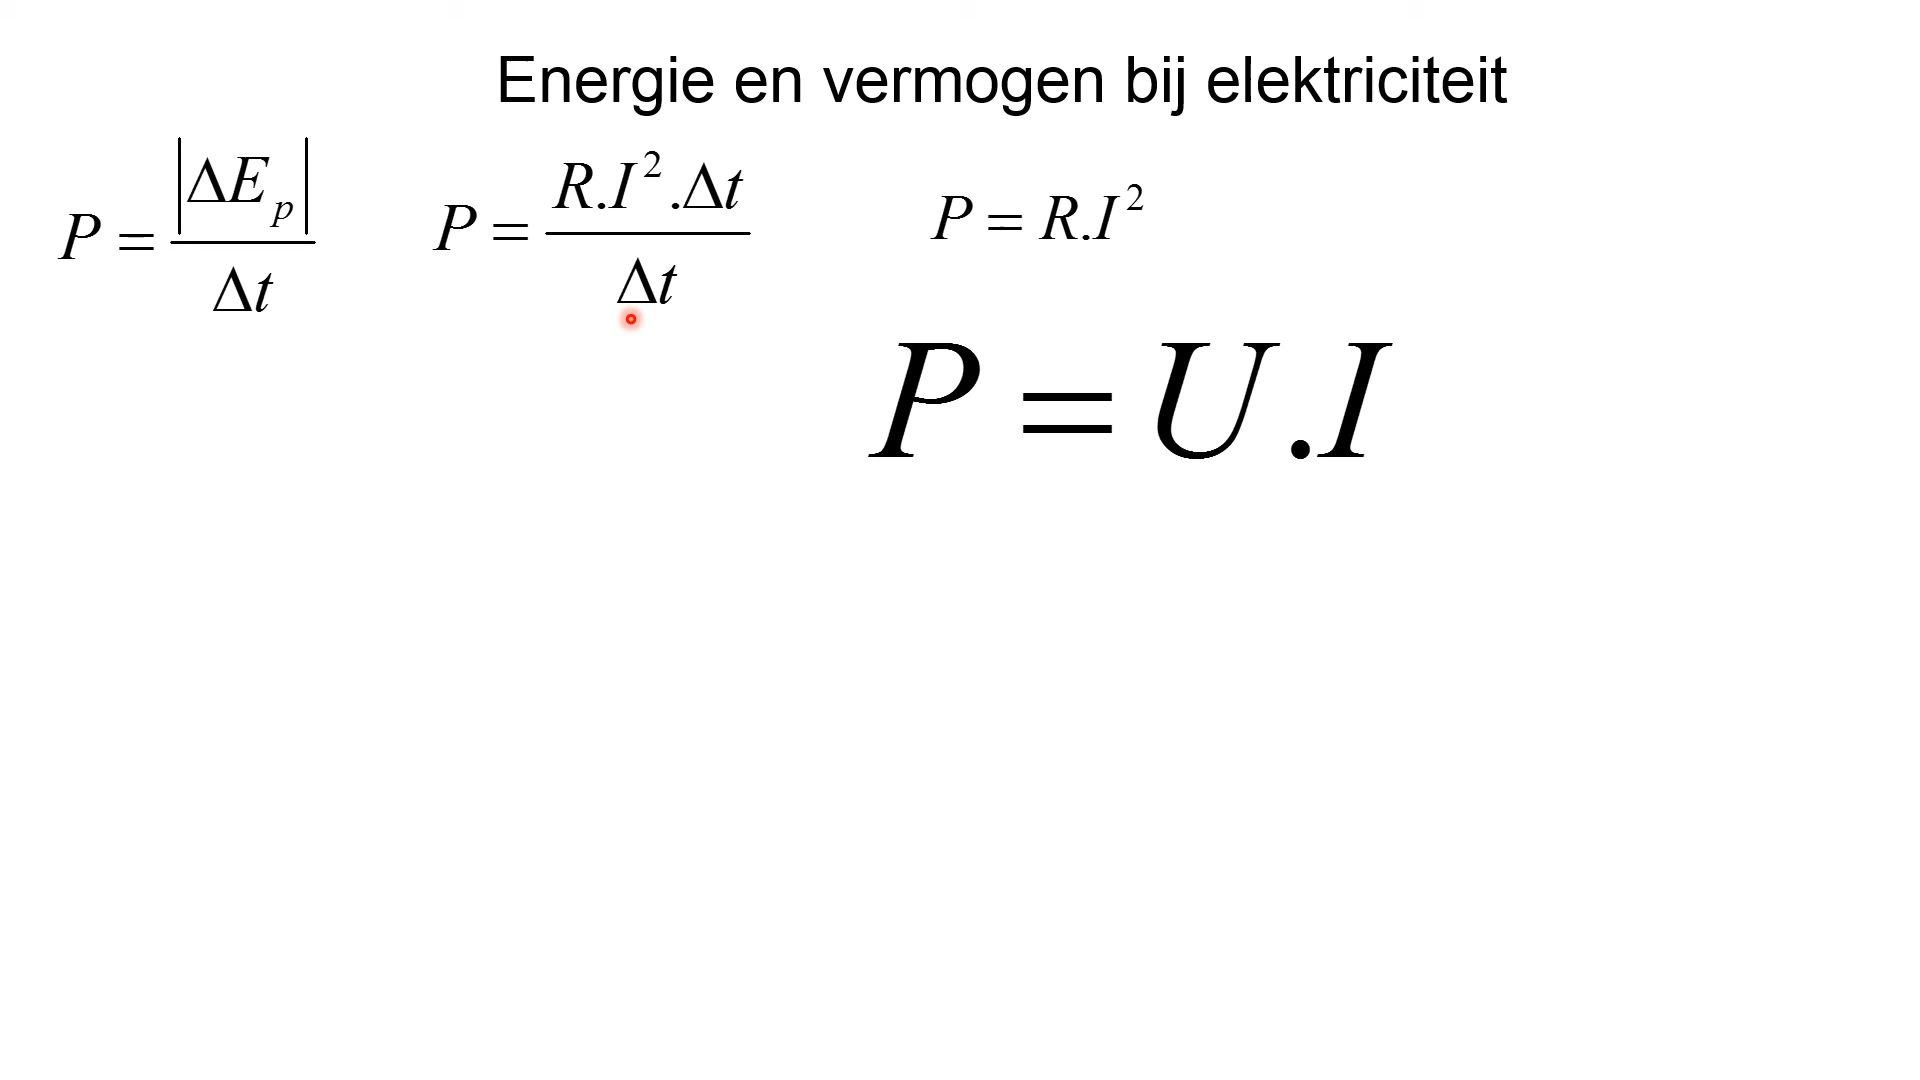 Energie en vermogen bij elektriciteit
P = |ΔE_p| / Δt
P = R.I².Δt / Δt
P = R.I²
P = U.I